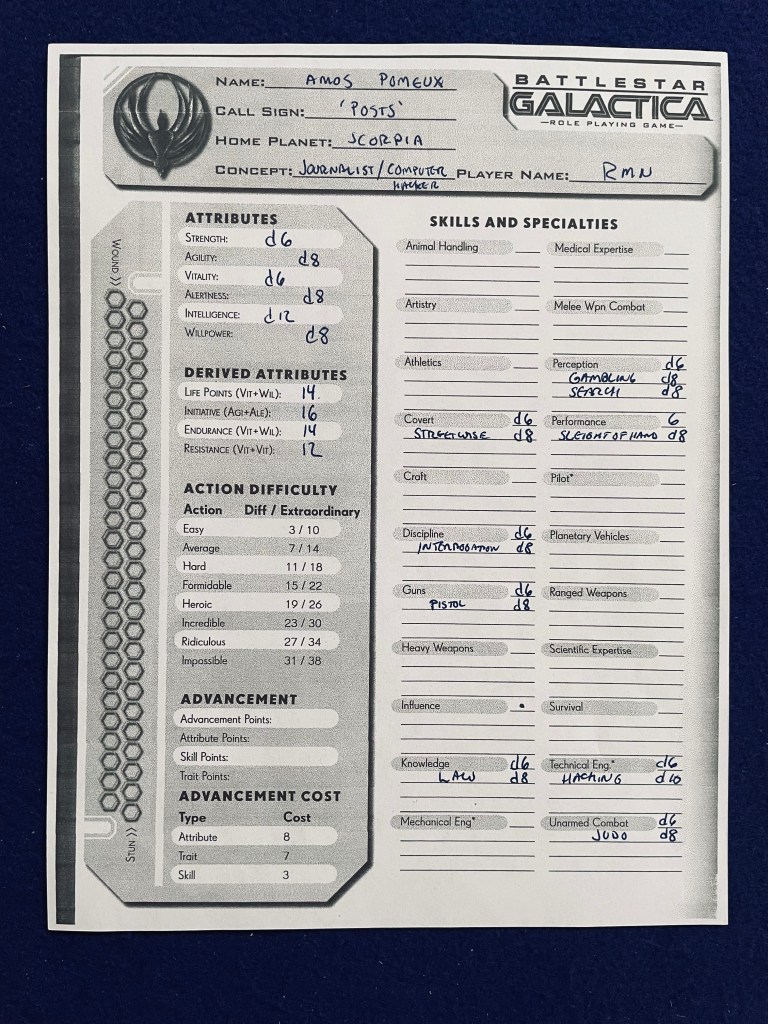 NAME: AMOS POMEUX
CALL SIGN: 'POSTS'
HOME PLANET: SCORPIA
CONCEPT: JOURNALIST / COMPUTER HACKER PLAYER NAME: RMN
BATTLESTAR
GALACTICA
—ROLE PLAYING GAME—
WOUND >>
STUN >>
ATTRIBUTES
STRENGTH: d6
AGILITY: d8
VITALITY: d6
ALERTNESS: d8
INTELLIGENCE: d12
WILLPOWER: d8
DERIVED ATTRIBUTES
LIFE POINTS (VIT+WIL): 14
INITIATIVE (AGI+ALE): 16
ENDURANCE (VIT+WIL): 14
RESISTANCE (VIT+VIT): 12
ACTION DIFFICULTY
Action Diff / Extraordinary
Easy 3 / 10
Average 7 / 14
Hard 11 / 18
Formidable 15 / 22
Heroic 19 / 26
Incredible 23 / 30
Ridiculous 27 / 34
Impossible 31 / 38
ADVANCEMENT
Advancement Points:
Attribute Points:
Skill Points:
Trait Points:
ADVANCEMENT COST
Type Cost
Attribute 8
Trait 7
Skill 3
SKILLS AND SPECIALTIES
Animal Handling
Artistry
Athletics
Covert d6
STREETWISE d8
Craft
Discipline d6
INTERROGATION d8
Guns d6
PISTOL d8
Heavy Weapons
Influence
Knowledge d6
LAW d8
Mechanical Eng*
Medical Expertise
Melee Wpn Combat
Perception d6
GAMBLING d8
SEARCH d8
Performance 6
SLEIGHT OF HAND d8
Pilot*
Planetary Vehicles
Ranged Weapons
Scientific Expertise
Survival
Technical Eng.* d6
HACKING d10
Unarmed Combat d6
JUDO d8